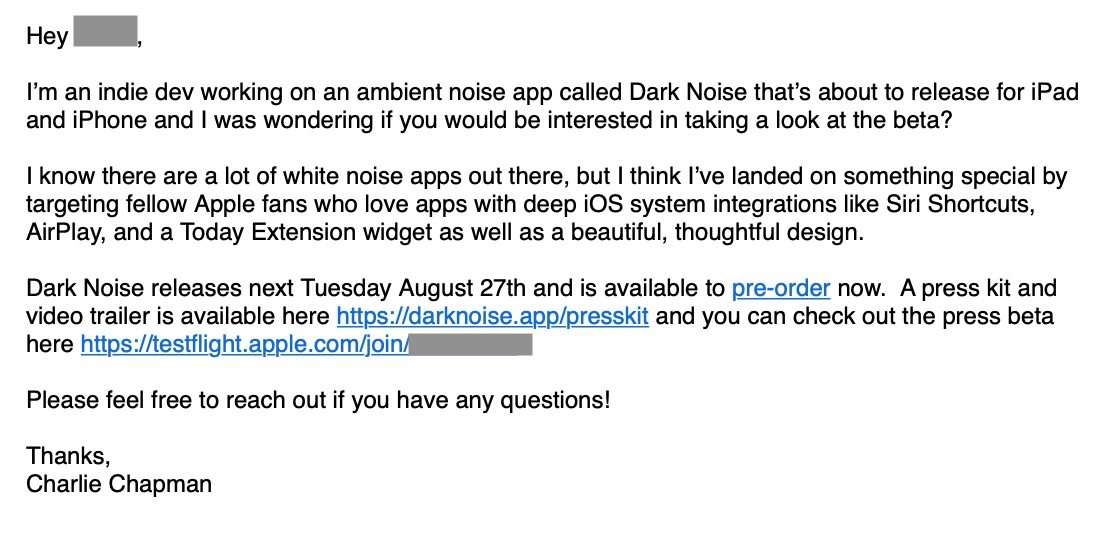 Hey ,
I’m an indie dev working on an ambient noise app called Dark Noise that’s about to release for iPad
and iPhone and I was wondering if you would be interested in taking a look at the beta?
I know there are a lot of white noise apps out there, but I think I’ve landed on something special by
targeting fellow Apple fans who love apps with deep iOS system integrations like Siri Shortcuts,
AirPlay, and a Today Extension widget as well as a beautiful, thoughtful design.
Dark Noise releases next Tuesday August 27th and is available to pre-order now.  A press kit and
video trailer is available here https://darknoise.app/presskit and you can check out the press beta
here https://testflight.apple.com/join/
Please feel free to reach out if you have any questions!
Thanks,
Charlie Chapman